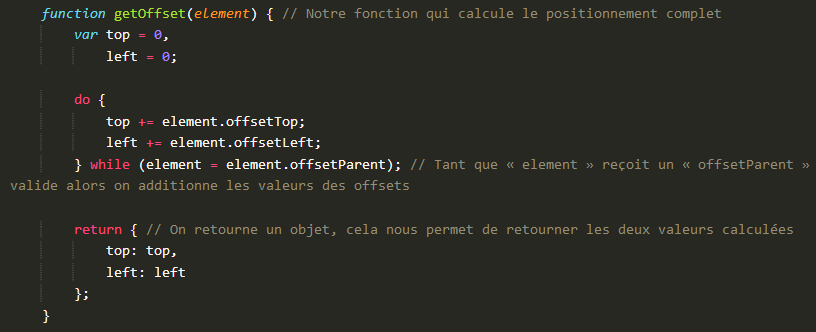 function getOffset(element) { // Notre fonction qui calcule le positionnement complet
    var top = 0,
        left = 0;

    do {
        top += element.offsetTop;
        left += element.offsetLeft;
    } while (element = element.offsetParent); // Tant que « element » reçoit un « offsetParent »
valide alors on additionne les valeurs des offsets

    return { // On retourne un objet, cela nous permet de retourner les deux valeurs calculées
        top: top,
        left: left
    };
}